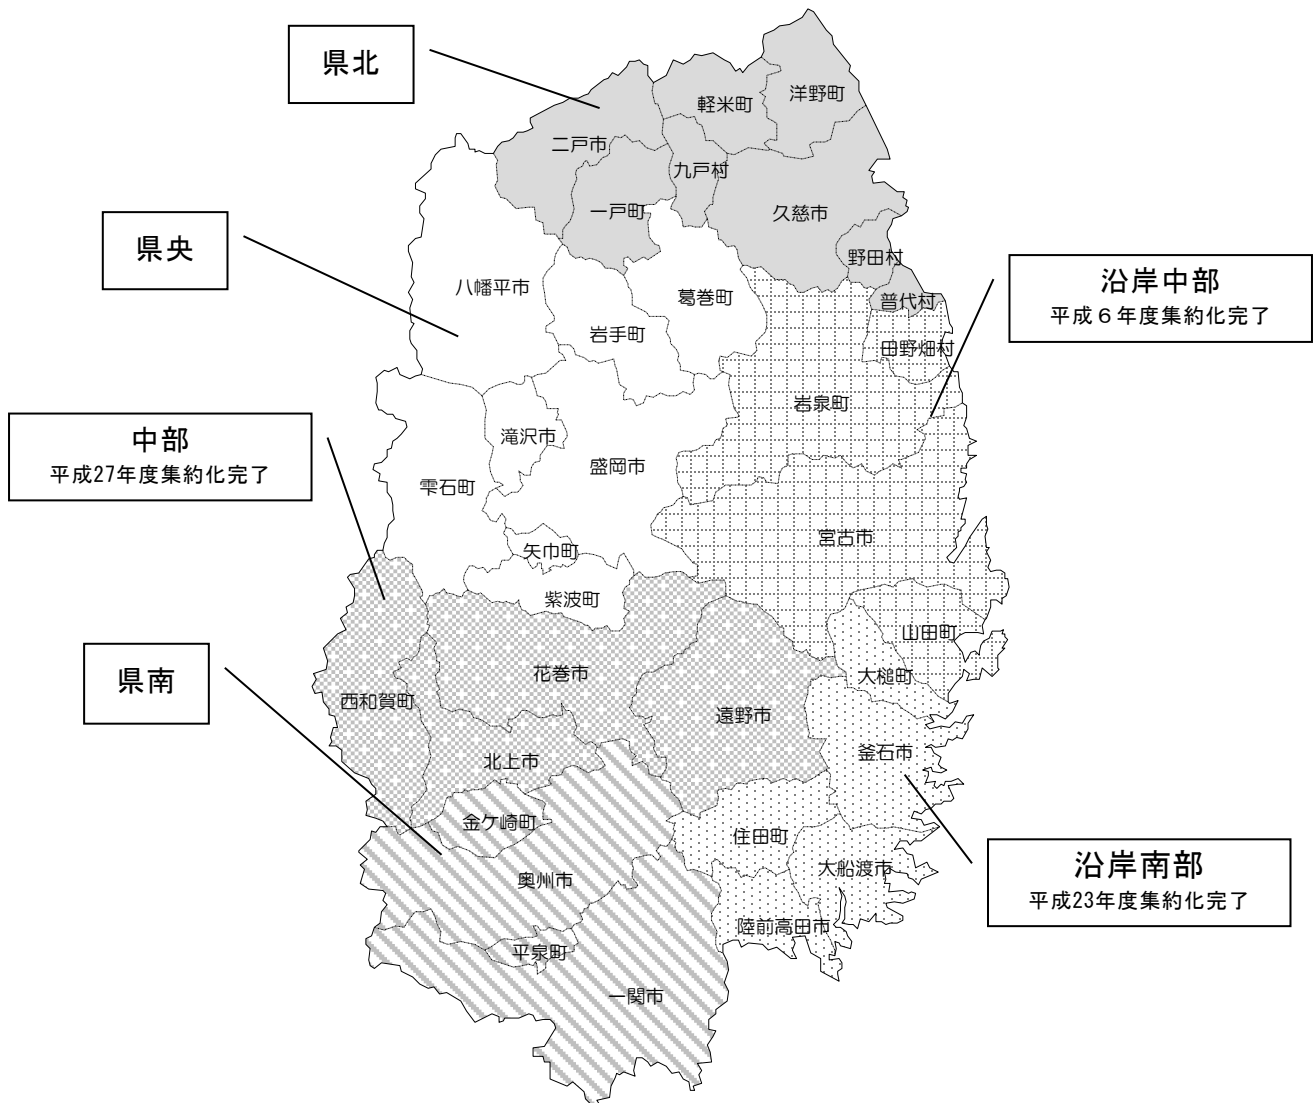 県北
軽米町
洋野町
二戸市
九戸村
一戸町
久慈市
県央
野田村
沿岸中部
平成６年度集約化完了
八幡平市
葛巻町
普代村
岩手町
田野畑村
岩泉町
中部
平成27年度集約化完了
滝沢市
盛岡市
雫石町
宮古市
矢巾町
紫波町
山田町
県南
花巻市
大槌町
西和賀町
遠野市
釜石市
北上市
金ケ崎町
住田町
沿岸南部
平成23年度集約化完了
大船渡市
奥州市
陸前高田市
平泉町
一関市